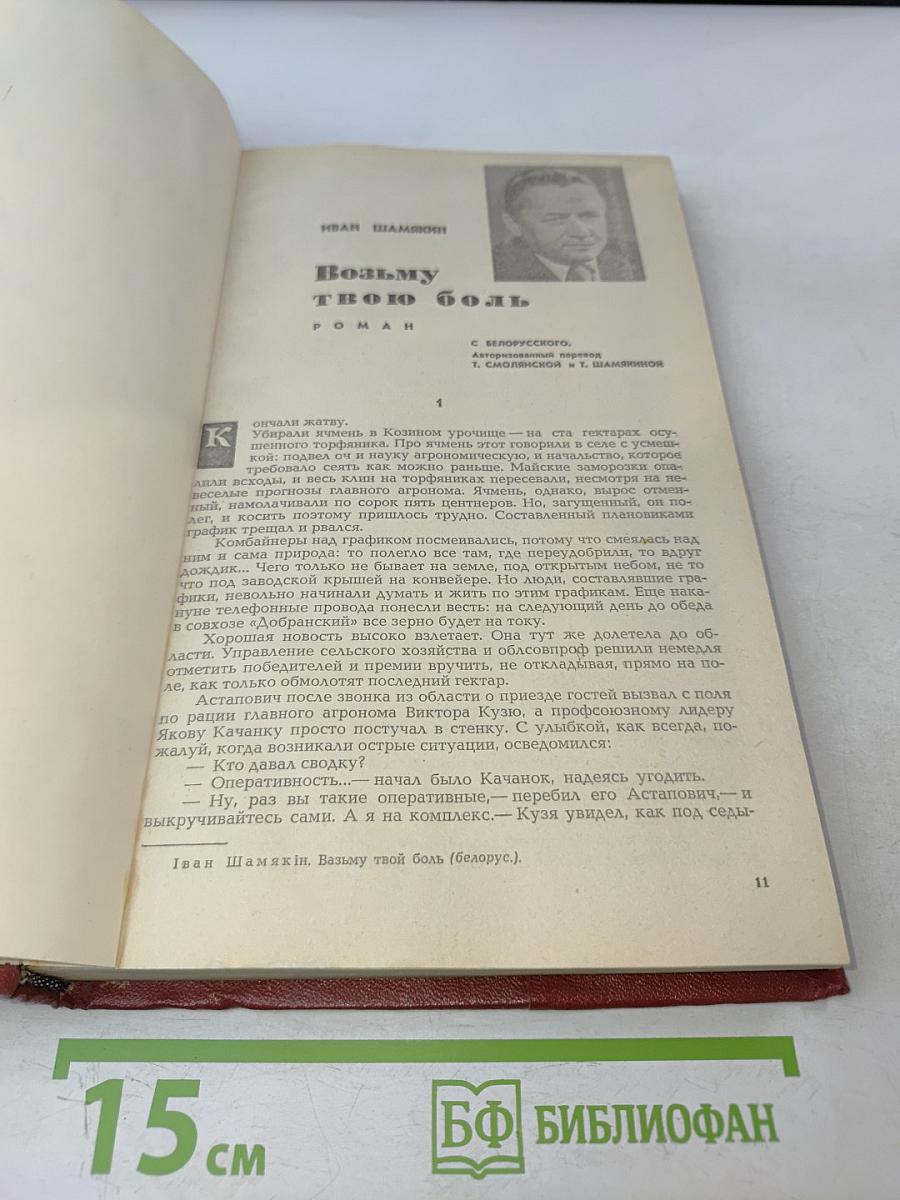 ИВАН ШАМЯКИН
Возьму
твою боль
РОМАН
С БЕЛОРУССКОГО.
Авторизованный перевод
Т. СМОЛЯНСКОЙ и Т. ШАМЯКИНОЙ
1
Кончали жатву.
Убирали ячмень в Козином урочище — на ста гектарах осу-
шенного торфяника. Про ячмень этот говорили в селе с усмеш-
кой: подвел он и науку агрономическую, и начальство, которое
требовало сеять как можно раньше. Майские заморозки опа-
лили всходы, и весь клин на торфяниках пересевали, несмотря на не-
веселые прогнозы главного агронома. Ячмень, однако, вырос отмен-
ный, намолачивали по сорок пять центнеров. Но, загущенный, он по-
лег, и косить поэтому пришлось трудно. Составленный плановиками
график трещал и рвался.
Комбайнеры над графиком посмеивались, потому что смеялась над
ним и сама природа: то полегло все там, где переудобрили, то вдруг
дождик... Чего только не бывает на земле, под открытым небом, не то
что под заводской крышей на конвейере. Но люди, составлявшие гра-
фики, невольно начинали думать и жить по этим графикам. Еще нака-
нуне телефонные провода понесли весть: на следующий день до обеда
в совхозе «Добранский» все зерно будет на току.
Хорошая новость высоко взлетает. Она тут же долетела до об-
ласти. Управление сельского хозяйства и облсовпроф решили немедля
отметить победителей и премии вручить, не откладывая, прямо на по-
ле, как только обмолотят последний гектар.
Астапович после звонка из области о приезде гостей вызвал с поля
по рации главного агронома Виктора Кузю, а профсоюзному лидеру
Якову Качанку просто постучал в стенку. С улыбкой, как всегда, по-
жалуй, когда возникали острые ситуации, осведомился:
— Кто давал сводку?
— Оперативность...— начал было Качанок, надеясь угодить.
— Ну, раз вы такие оперативные,— перебил его Астапович,— и
выкручивайтесь сами. А я на комплекс.— Кузя увидел, как под седы-
Іван Шамякін. Вазьму твой боль (белорус.).
11
15 см
БФ БИБЛИОФАН